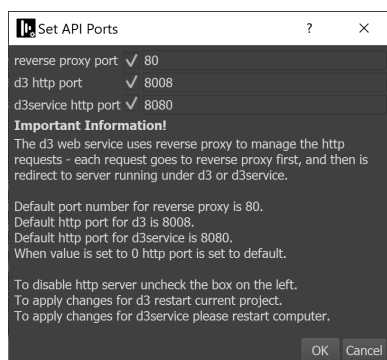 Set API Ports ? ×
reverse proxy port ✓ 80
d3 http port ✓ 8008
d3service http port ✓ 8080
Important Information!
The d3 web service uses reverse proxy to manage the http
requests - each request goes to reverse proxy first, and then is
redirect to server running under d3 or d3service.
Default port number for reverse proxy is 80.
Default http port for d3 is 8008.
Default http port for d3service is 8080.
When value is set to 0 http port is set to default.
To disable http server uncheck the box on the left.
To apply changes for d3 restart current project.
To apply changes for d3service please restart computer.
OK Cancel